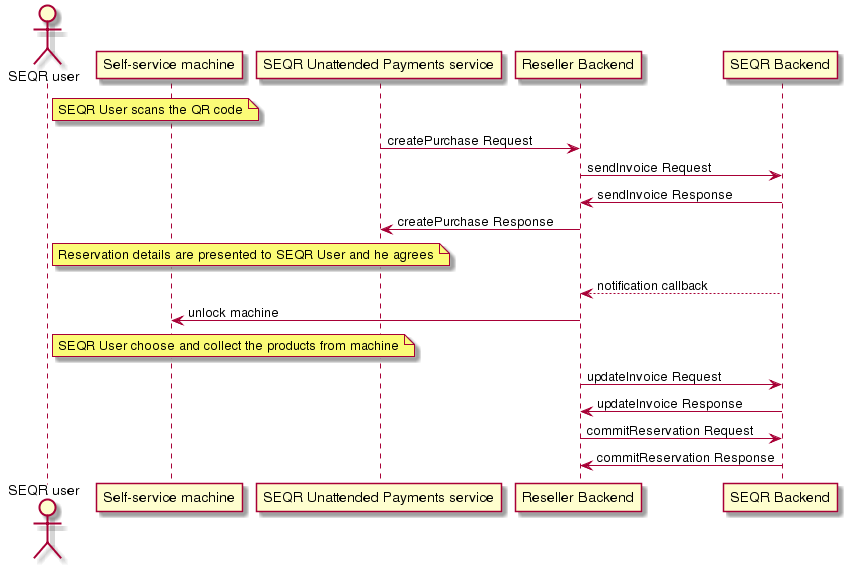 SEQR user
Self-service machine
SEQR Unattended Payments service
Reseller Backend
SEQR Backend
SEQR User scans the QR code
createPurchase Request
sendInvoice Request
sendInvoice Response
createPurchase Response
Reservation details are presented to SEQR User and he agrees
notification callback
unlock machine
SEQR User choose and collect the products from machine
updateInvoice Request
updateInvoice Response
commitReservation Request
commitReservation Response
SEQR user
Self-service machine
SEQR Unattended Payments service
Reseller Backend
SEQR Backend